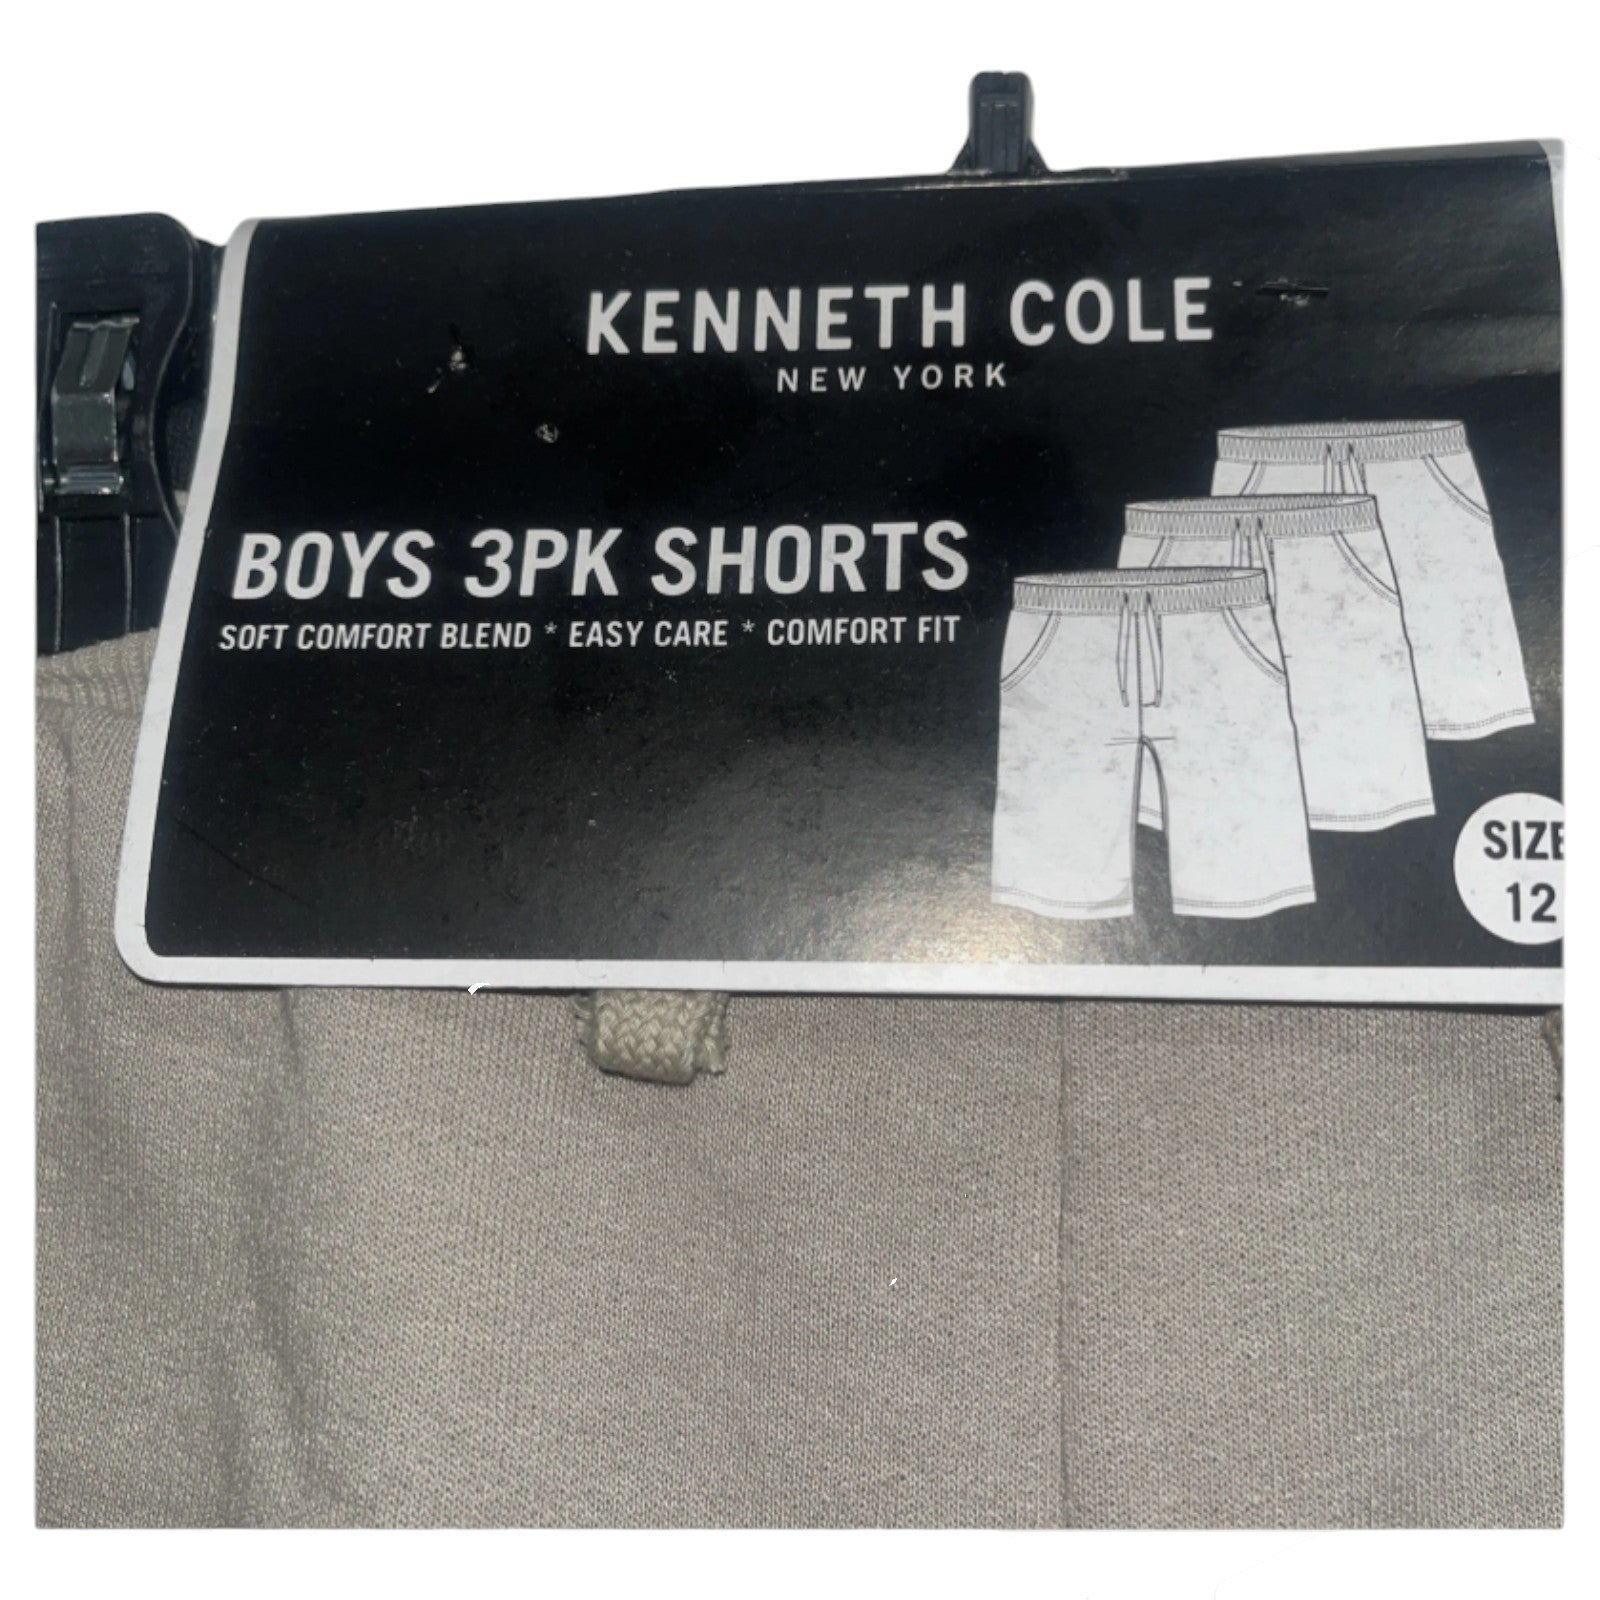 KENNETH COLE
NEW YORK
BOYS 3PK SHORTS
SOFT COMFORT BLEND * EASY CARE * COMFORT FIT
SIZE
12